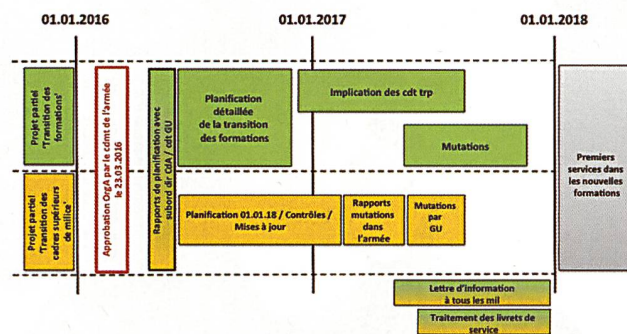 01.01.2016
01.01.2017
01.01.2018
Projet partiel
'Transition des
formations'
Projet partiel
'Transition des
cadres supérieurs
de milice'
Approbation OrgA par le cdmt de l'armée
le 23.03 2016
Rapports de planification avec
subord dir CdA / cdt GU
Planification
détaillée
de la transition
des formations
Implication des cdt trp
Mutations
Planification 01.01.18 / Contrôles /
Mises à jour
Rapports
mutations
dans
l'armée
Mutations
par
GU
Premiers
services dans
les nouvelles
formations
Lettre d'information
à tous les mil
Traitement des livrets de
service